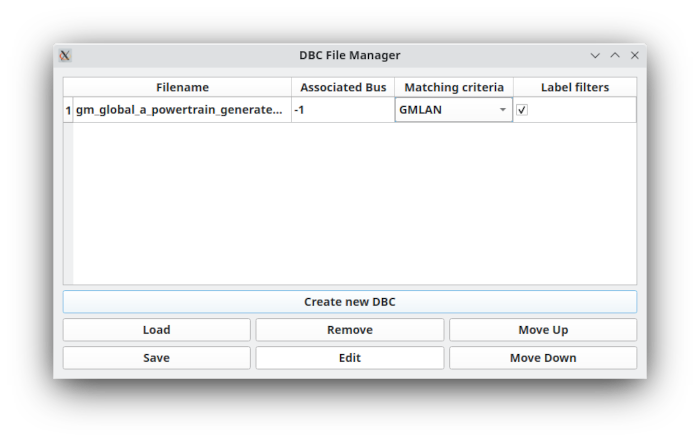 DBC File Manager
Filename Associated Bus Matching criteria Label filters
1 gm_global_a_powertrain_generate... -1 GMLAN
Create new DBC
Load Remove Move Up
Save Edit Move Down